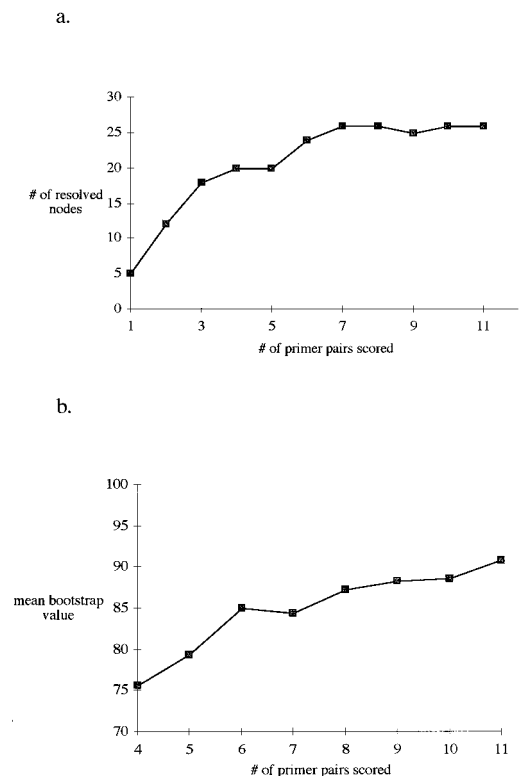 a.
30
25
20
15
10
5
0
# of resolved
nodes
1 3 5 7 9 11
# of primer pairs scored
b.
100
95
90
85
80
75
70
mean bootstrap
value
4 5 6 7 8 9 10 11
# of primer pairs scored